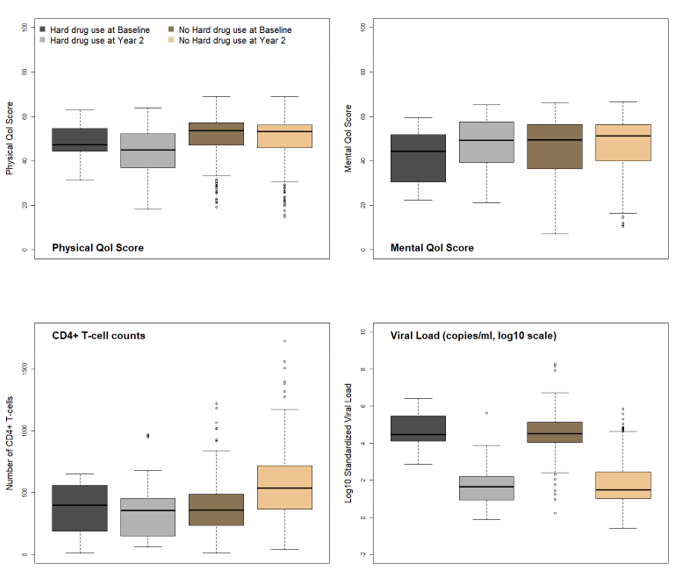 Hard drug use at Baseline
No Hard drug use at Baseline
Hard drug use at Year 2
No Hard drug use at Year 2
Physical Qol Score
100
80
60
40
20
0
Physical Qol Score
Mental Qol Score
100
80
60
40
20
0
Mental Qol Score
CD4+ T-cell counts
Number of CD4+ T-cells
1500
1000
500
0
Viral Load (copies/ml, log10 scale)
Log10 Standardized Viral Load
10
8
6
4
2
0
-2